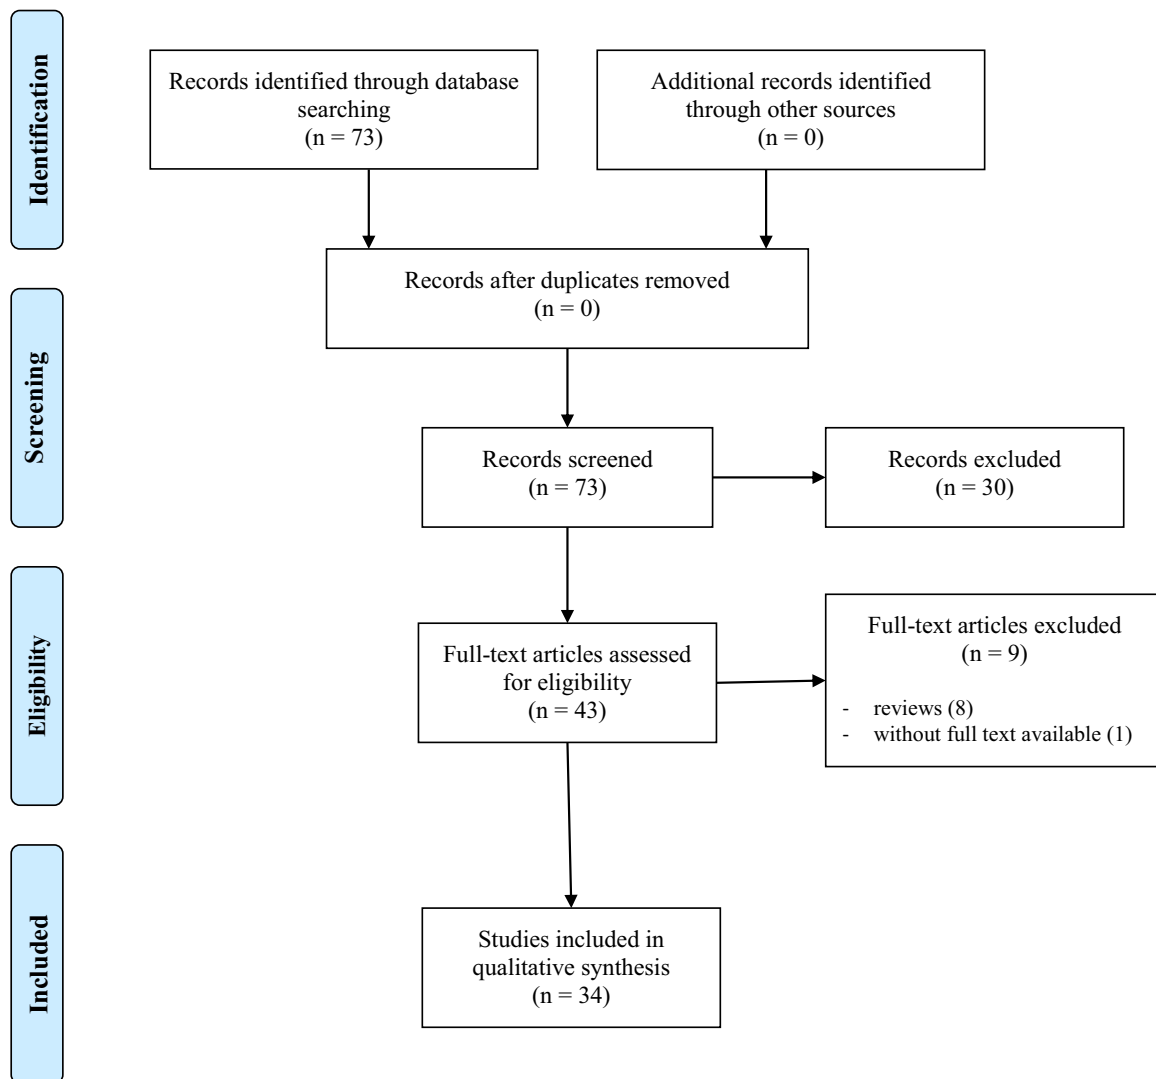 Identification
Records identified through database
searching
(n = 73)
Additional records identified
through other sources
(n = 0)
Records after duplicates removed
(n = 0)
Screening
Records screened
(n = 73)
Records excluded
(n = 30)
Eligibility
Full-text articles assessed
for eligibility
(n = 43)
Full-text articles excluded
(n = 9)
- reviews (8)
- without full text available (1)
Included
Studies included in
qualitative synthesis
(n = 34)